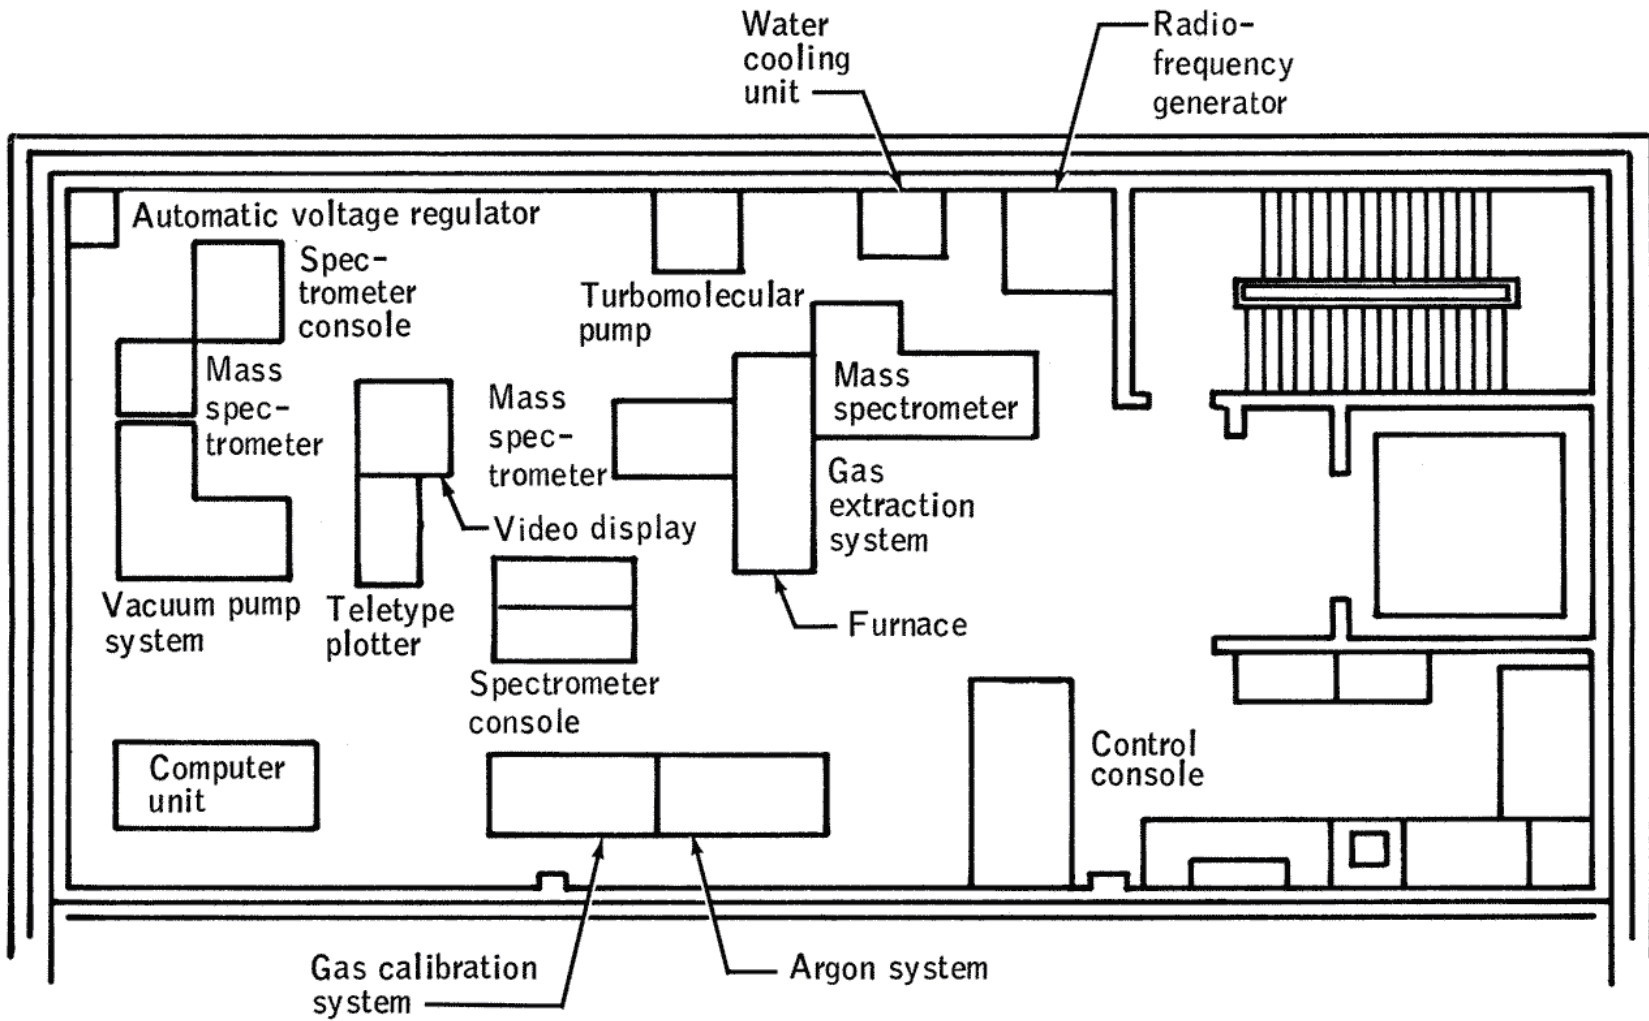 Water
cooling
unit
Radio-
frequency
generator
Automatic voltage regulator
Spec-
trometer
console
Turbomolecular
pump
Mass
spec-
trometer
Mass
spec-
trometer
Mass
spectrometer
Gas
extraction
system
Video display
Vacuum pump
system
Teletype
plotter
Furnace
Spectrometer
console
Computer
unit
Control
console
Gas calibration
system
Argon system